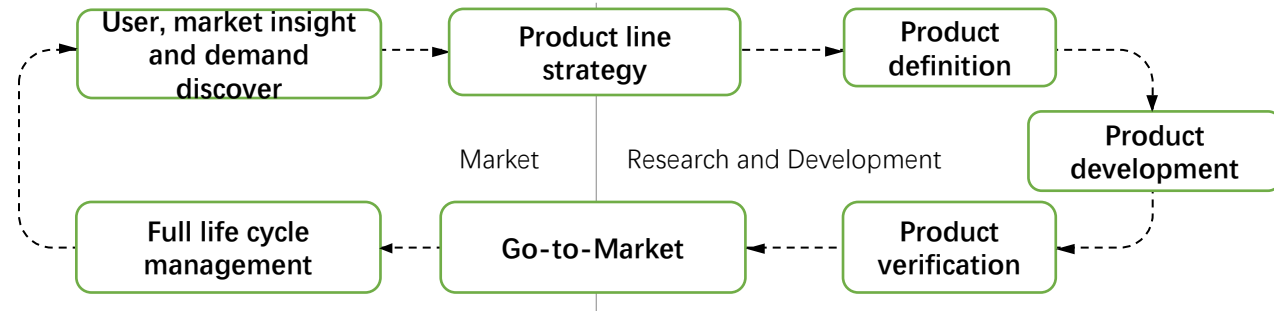 User, market insight
and demand
discover
Product line
strategy
Product
definition
Product
development
Market
Research and Development
Full life cycle
management
Go-to-Market
Product
verification